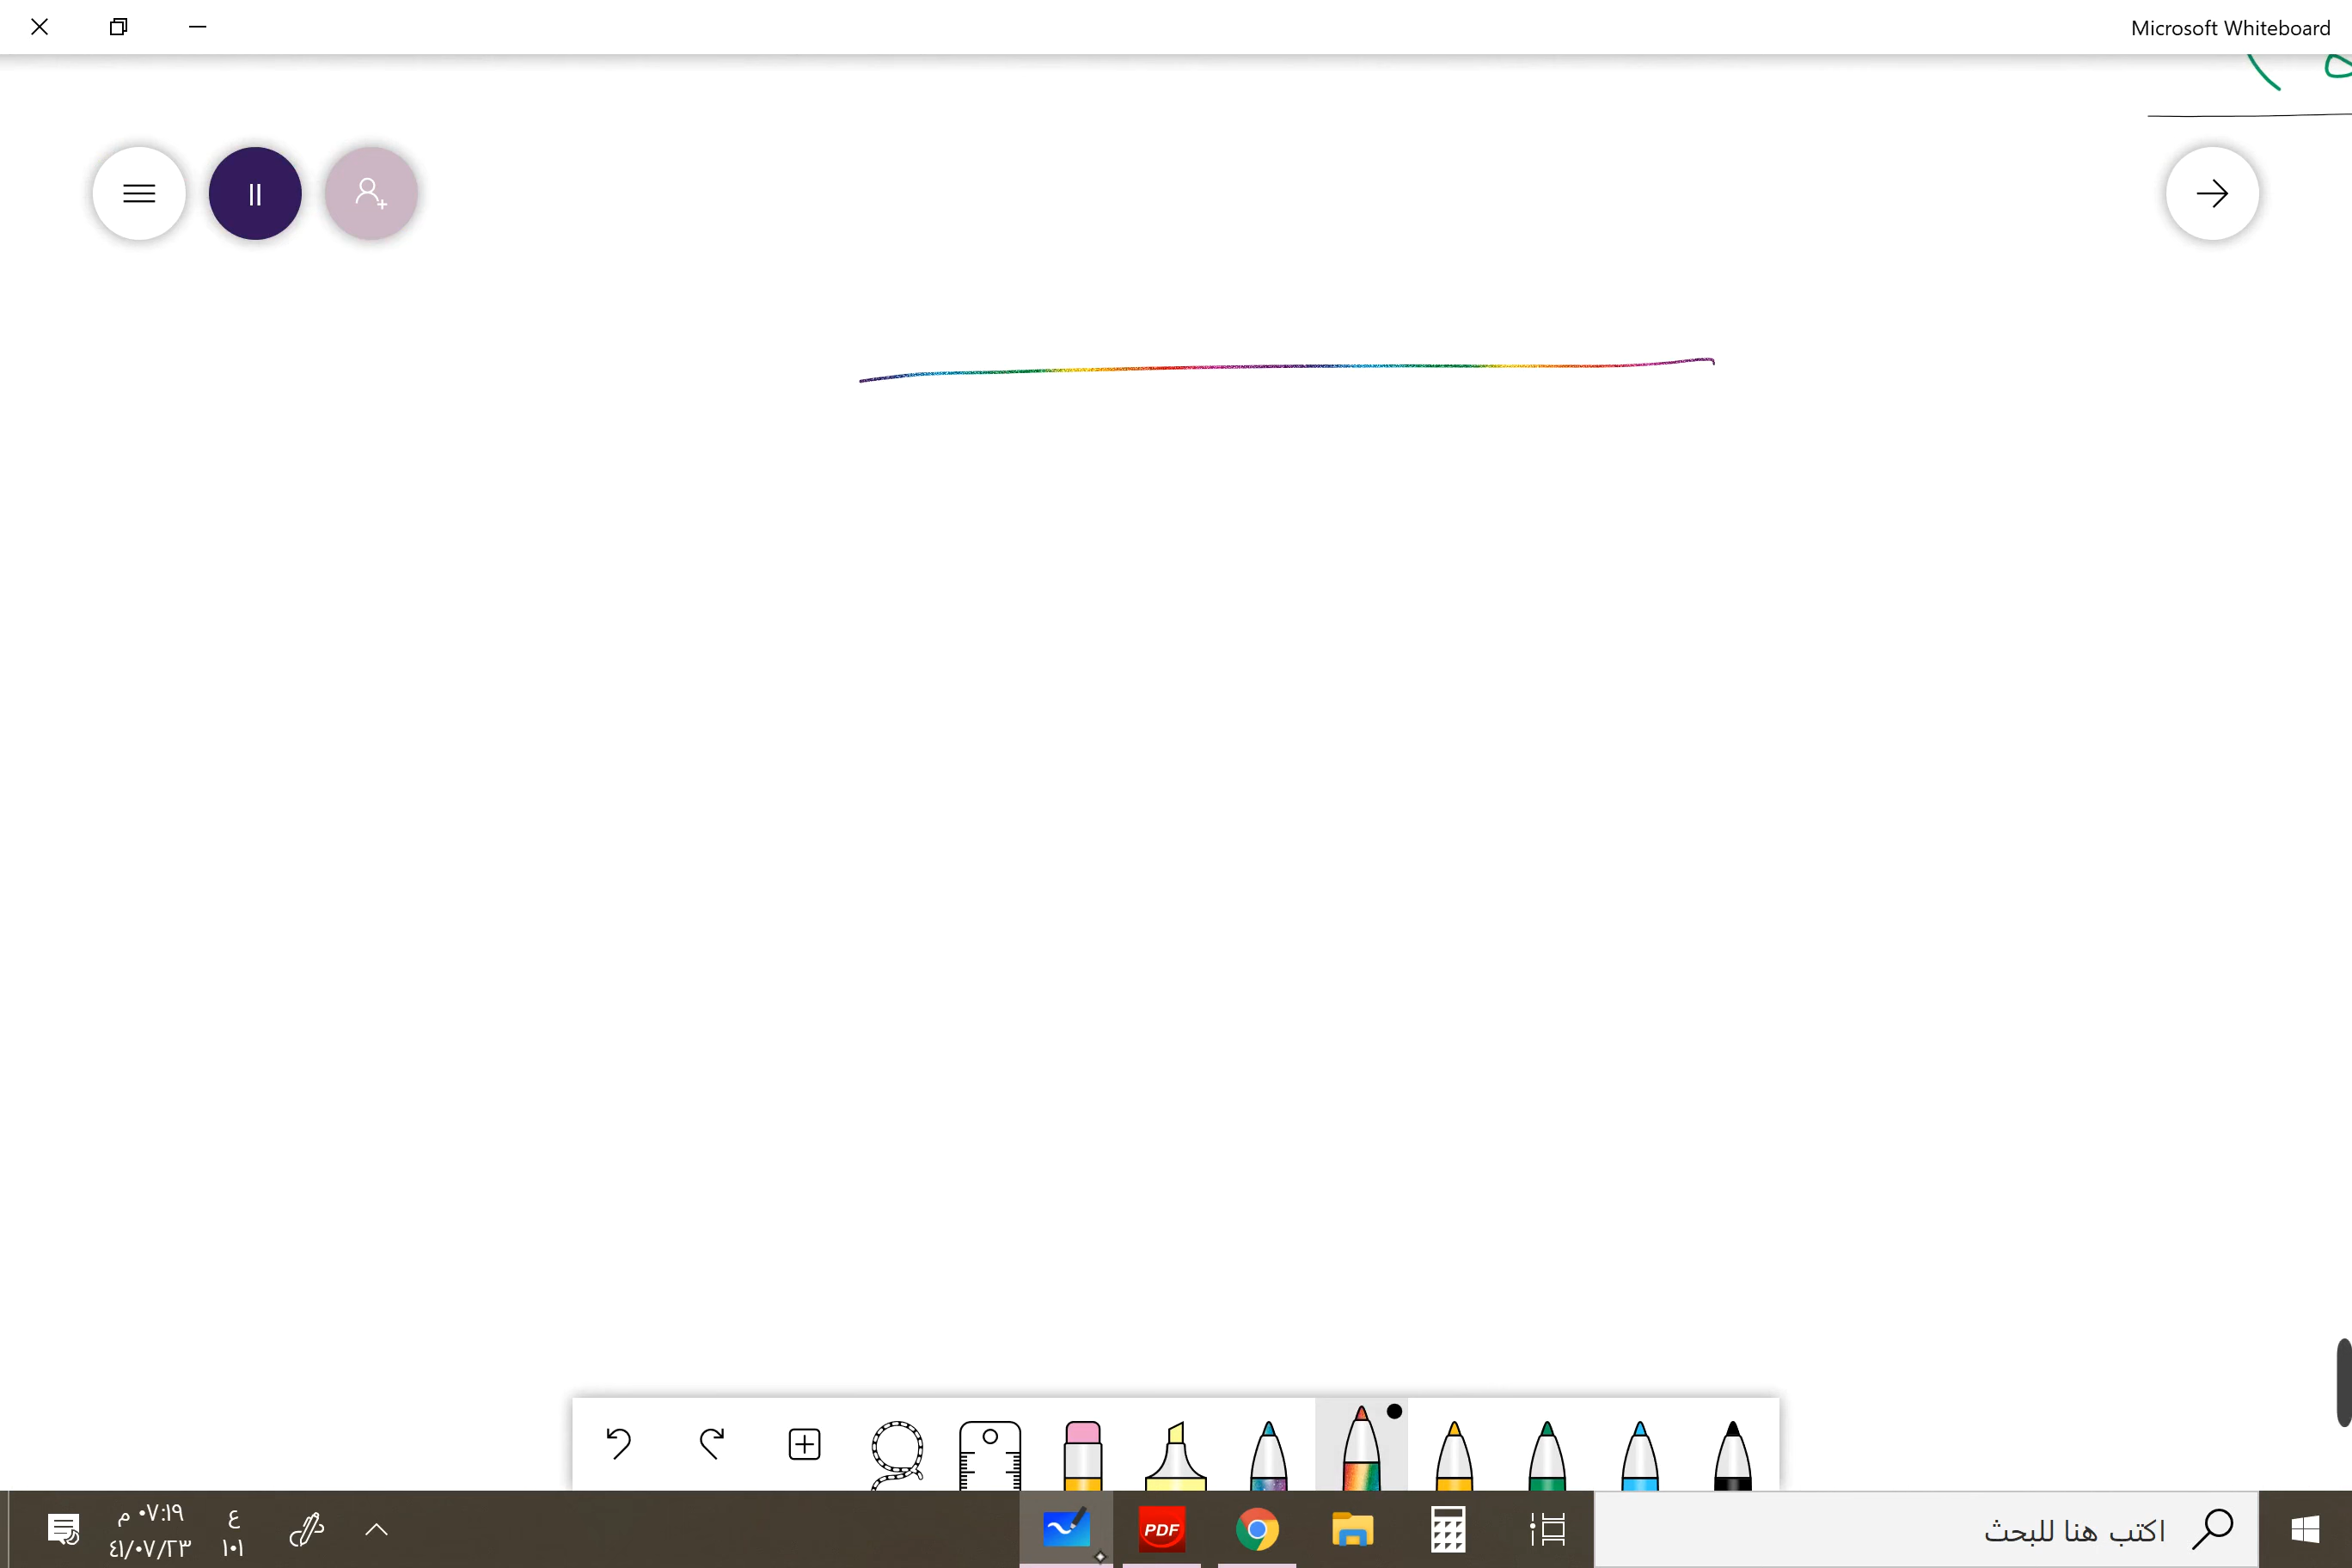 Microsoft Whiteboard
اكتب هنا للبحث
PDF
ع
١٠١
٠٧:١٩ م
٤١/٠٧/٢٣